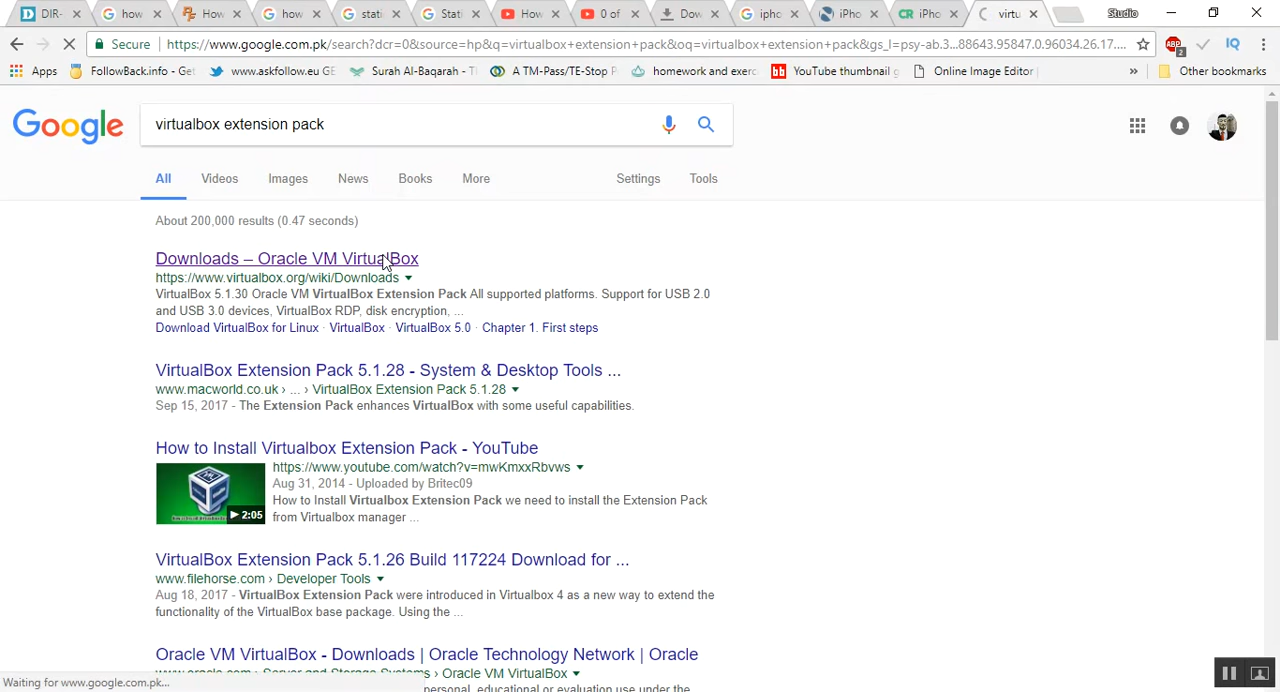 DIR- how How how stati Stati How 0 of Dow ipho iPho iPho virtu Studio
Secure https://www.google.com.pk/search?dcr=0&source=hp&q=virtualbox+extension+pack&oq=virtualbox+extension+pack&gs_l=psy-ab.3...88643.95847.0.96034.26.17....
Apps FollowBack.info - Get www.askfollow.eu GE Surah Al-Baqarah - T A TM-Pass/TE-Stop P homework and exerc YouTube thumbnail g Online Image Editor » Other bookmarks
Google virtualbox extension pack
All Videos Images News Books More Settings Tools
About 200,000 results (0.47 seconds)
Downloads – Oracle VM VirtualBox
https://www.virtualbox.org/wiki/Downloads
VirtualBox 5.1.30 Oracle VM VirtualBox Extension Pack All supported platforms. Support for USB 2.0
and USB 3.0 devices, VirtualBox RDP, disk encryption, ...
Download VirtualBox for Linux · VirtualBox · VirtualBox 5.0 · Chapter 1. First steps
VirtualBox Extension Pack 5.1.28 - System & Desktop Tools ...
www.macworld.co.uk › ... › VirtualBox Extension Pack 5.1.28
Sep 15, 2017 - The Extension Pack enhances VirtualBox with some useful capabilities.
How to Install Virtualbox Extension Pack - YouTube
https://www.youtube.com/watch?v=mwKmxxRbvws
Aug 31, 2014 - Uploaded by Britec09
How to Install Virtualbox Extension Pack we need to install the Extension Pack
from Virtualbox manager ...
2:05
VirtualBox Extension Pack 5.1.26 Build 117224 Download for ...
www.filehorse.com › Developer Tools
Aug 18, 2017 - VirtualBox Extension Pack were introduced in Virtualbox 4 as a new way to extend the
functionality of the VirtualBox base package. Using the ...
Oracle VM VirtualBox - Downloads | Oracle Technology Network | Oracle
www.oracle.com › Server and Storage Systems › Oracle VM VirtualBox
personal, educational or evaluation use under the
Waiting for www.google.com.pk...